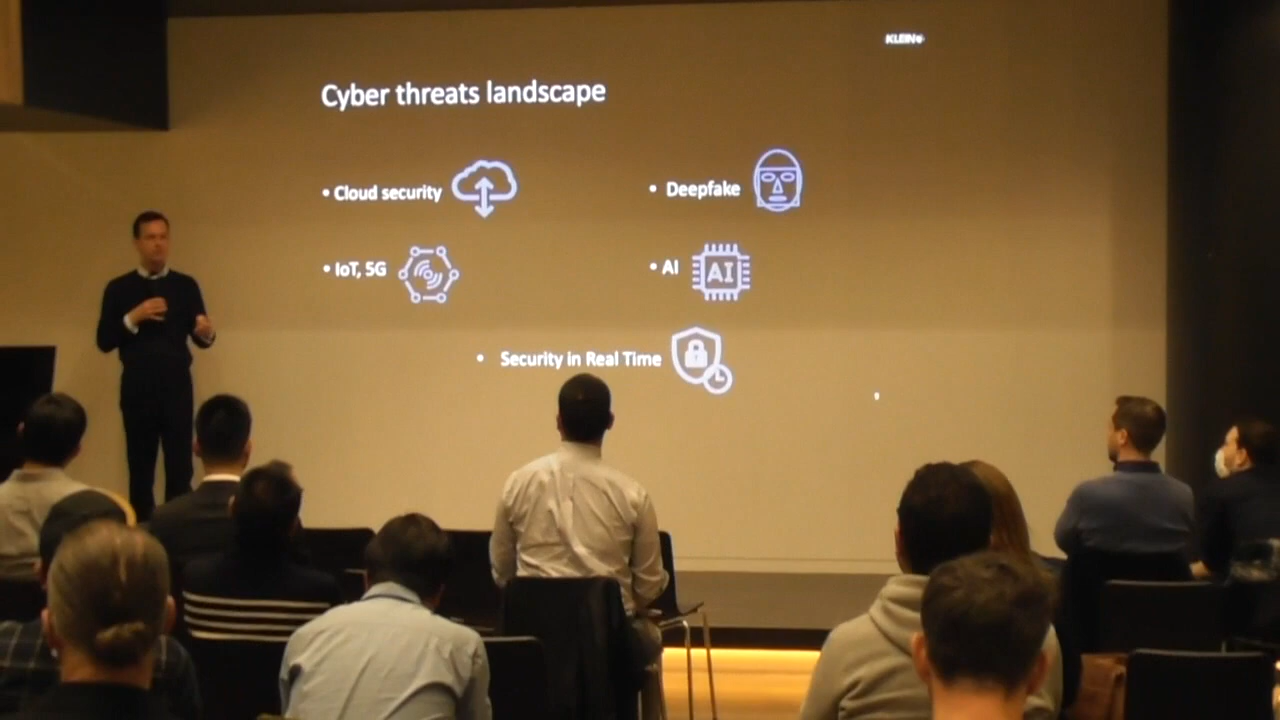 KLEIN
Cyber threats landscape
• Cloud security
• Deepfake
• IoT, 5G
• AI
AI
• Security in Real Time